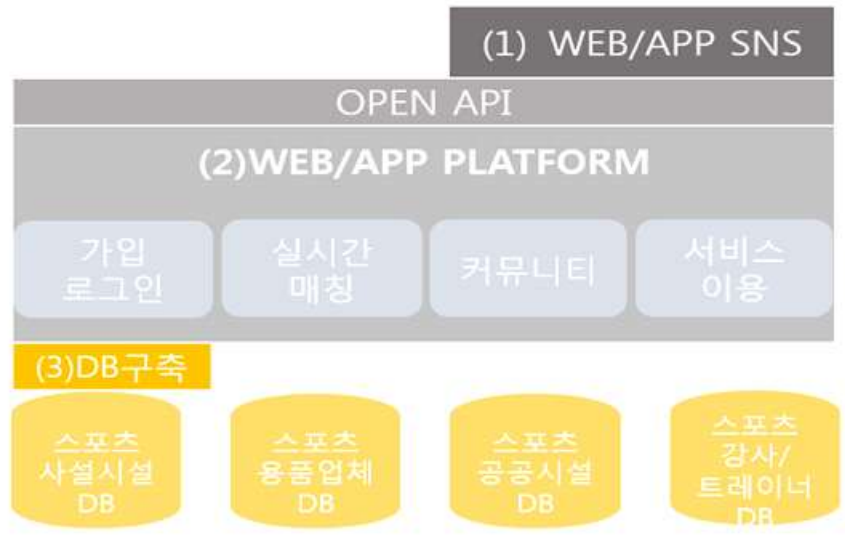 (1) WEB/APP SNS
OPEN API
(2)WEB/APP PLATFORM
가입
로그인
실시간
매칭
커뮤니티
서비스
이용
(3)DB구축
스포츠
사설시설
DB
스포츠
용품업체
DB
스포츠
공공시설
DB
스포츠
강사/
트레이너
DB